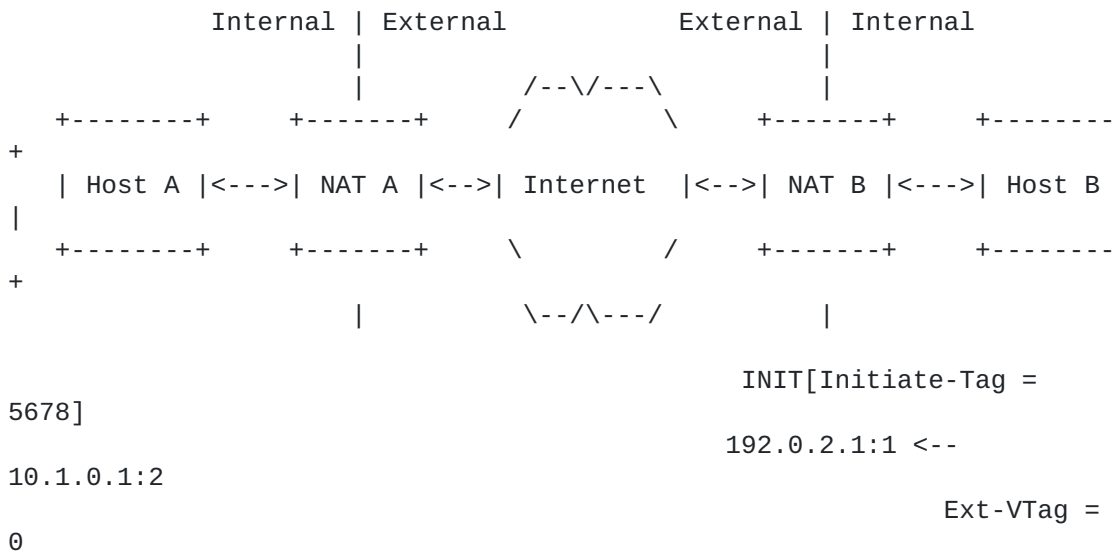 Internal | External External | Internal
| |
| /--\/---\ |
+--------+ +-------+ / \ +-------+ +--------
+
| Host A |<--->| NAT A |<-->| Internet |<-->| NAT B |<--->| Host B
|
+--------+ +-------+ \ / +-------+ +--------
+
| \--/\---/ |
INIT[Initiate-Tag =
5678]
192.0.2.1:1 <--
10.1.0.1:2
Ext-VTag =
0